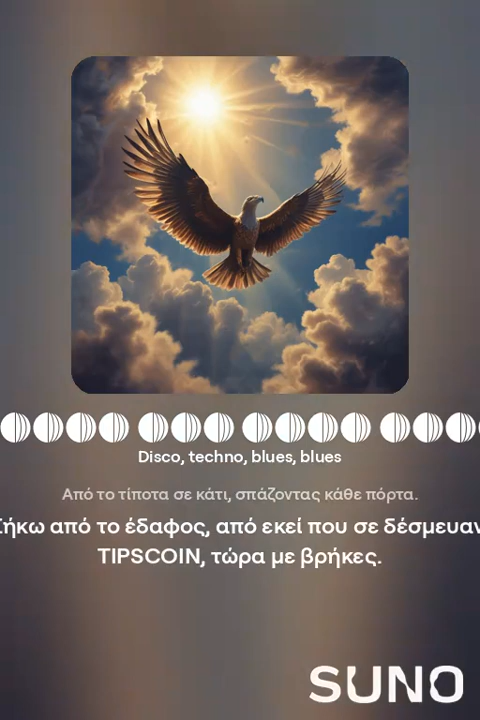 Disco, techno, blues, blues
Από το τίποτα σε κάτι, σπάζοντας κάθε πόρτα.
από το έδαφος, από εκεί που σε δέσμευαν
TIPSCOIN, τώρα με βρήκες.
SUNO